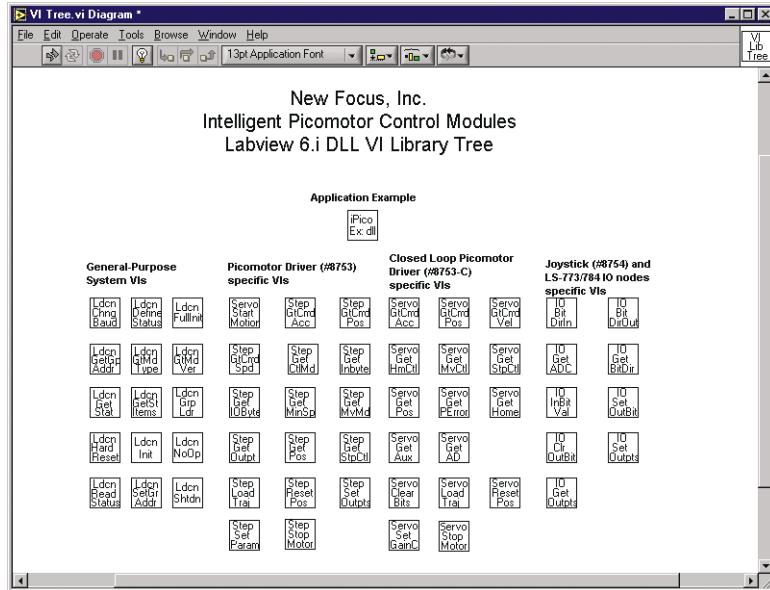 VI Tree.vi Diagram *
File Edit Operate Tools Browse Window Help
13pt Application Font
VI
Lib
Tree
New Focus, Inc.
Intelligent Picomotor Control Modules
Labview 6.i DLL VI Library Tree
Application Example
iPico
Ex: dll
General-Purpose
System VIs
Ldcn
Chng
Baud
Ldcn
Define
Status
Ldcn
FullInit
Ldcn
GetGp
Addr
Ldcn
GtMd
Type
Ldcn
GtMd
Ver
Ldcn
Get
Stat
Ldcn
GetSt
Items
Ldcn
Grp
Ldr
Ldcn
Hard
Reset
Ldcn
Init
Ldcn
NoOp
Ldcn
Read
Status
Ldcn
SetGr
Addr
Ldcn
Shtdn
Picomotor Driver (#8753)
specific VIs
Servo
Start
Motion
Step
GtCmd
Acc
Step
GtCmd
Pos
Step
GtCmd
Spd
Step
Get
CtlMd
Step
Get
Inbyte
Step
Get
IOByte
Step
Get
MinSp
Step
Get
MvMd
Step
Get
Outpt
Step
Get
Pos
Step
Get
StpCtl
Step
Load
Traj
Step
Reset
Pos
Step
Set
Outpts
Step
Set
Param
Step
Stop
Motor
Closed Loop Picomotor
Driver (#8753-C)
specific VIs
Servo
GtCmd
Acc
Servo
GtCmd
Pos
Servo
GtCmd
Vel
Servo
Get
HmCtl
Servo
Get
MvCtl
Servo
Get
StpCtl
Servo
Get
Pos
Servo
Get
PError
Servo
Get
Home
Servo
Get
Aux
Servo
Get
AD
Servo
Clear
Bits
Servo
Load
Traj
Servo
Reset
Pos
Servo
Set
GainC
Servo
Stop
Motor
Joystick (#8754) and
LS-773/784 IO nodes
specific VIs
IO
Bit
DirIn
IO
Bit
DirOut
IO
Get
ADC
IO
Get
BitDir
IO
InBit
Val
IO
Set
OutBit
IO
Clr
OutBit
IO
Set
Outpts
IO
Get
Outpts